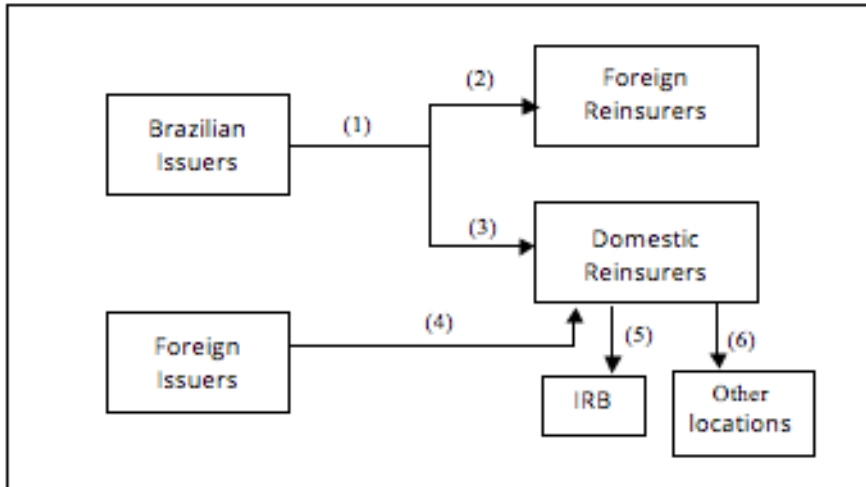 (2)
Foreign
Reinsurers
Brazilian
Issuers
(1)
(3)
Domestic
Reinsurers
Foreign
Issuers
(4)
(5)
(6)
IRB
Other
locations